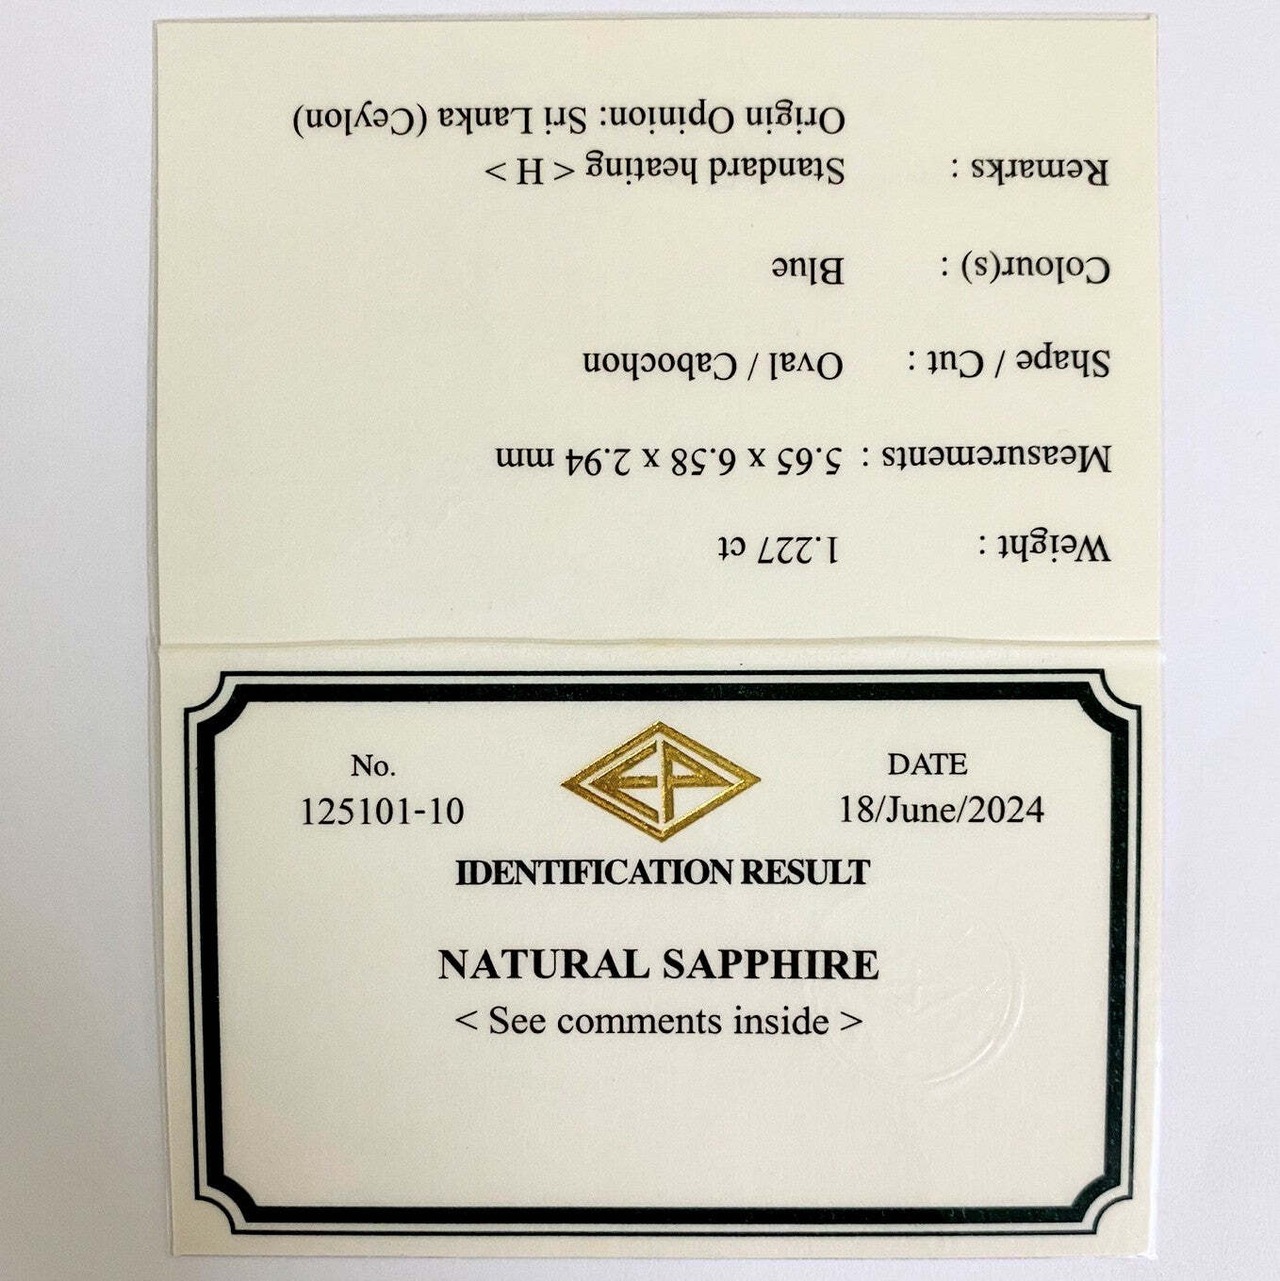 Weight : 1.227 ct
Measurements : 5.65 x 6.58 x 2.94 mm
Shape / Cut : Oval / Cabochon
Colour(s) : Blue
Remarks : Standard heating < H >
Origin Opinion: Sri Lanka (Ceylon)
EP
No. DATE
125101-10 18/June/2024
IDENTIFICATION RESULT
NATURAL SAPPHIRE
< See comments inside >